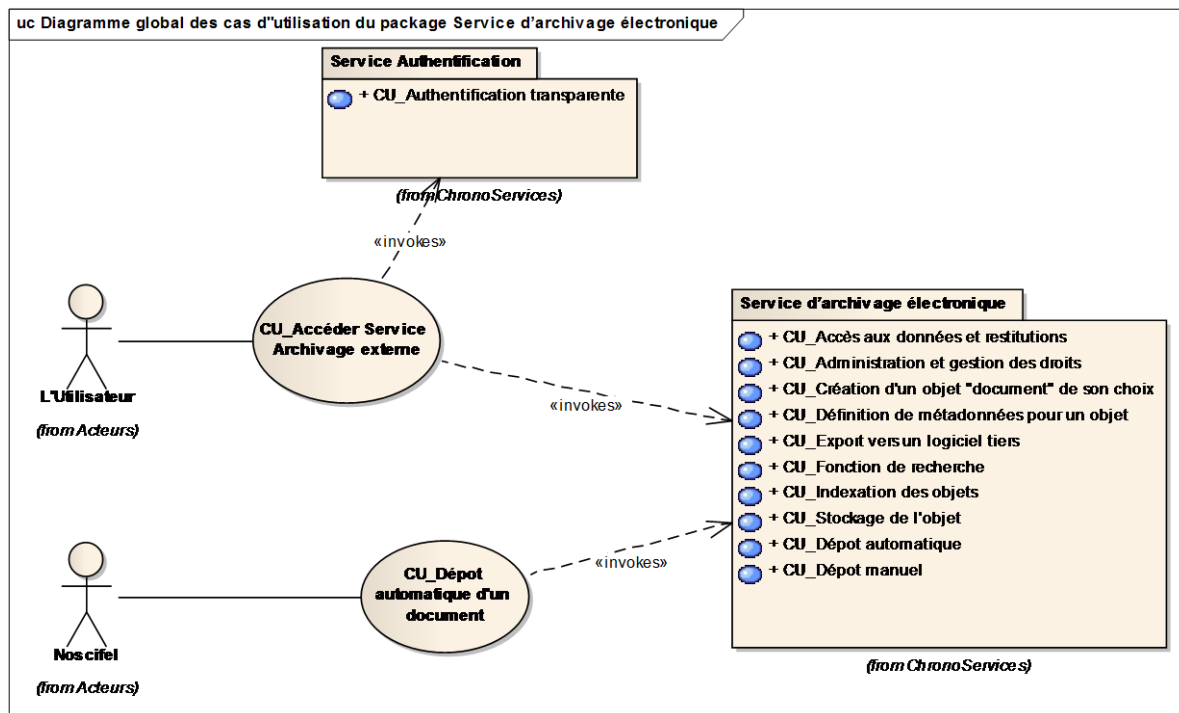 uc Diagramme global des cas d"utilisation du package Service d'archivage électronique
Service Authentification
+ CU_Authentification transparente
(from ChronoServices)
«invokes»
CU_Accéder Service
Archivage externe
L"Utilisateur
(from Acteurs)
«invokes»
Service d'archivage électronique
+ CU_Accès aux données et restitutions
+ CU_Administration et gestion des droits
+ CU_Création d'un objet "document" de son choix
+ CU_Définition de métadonnées pour un objet
+ CU_Export vers un logiciel tiers
+ CU_Fonction de recherche
+ CU_Indexation des objets
+ CU_Stockage de l'objet
+ CU_Dépot automatique
+ CU_Dépot manuel
(from ChronoServices)
«invokes»
CU_Dépot
automatique d'un
document
Noscifel
(from Acteurs)